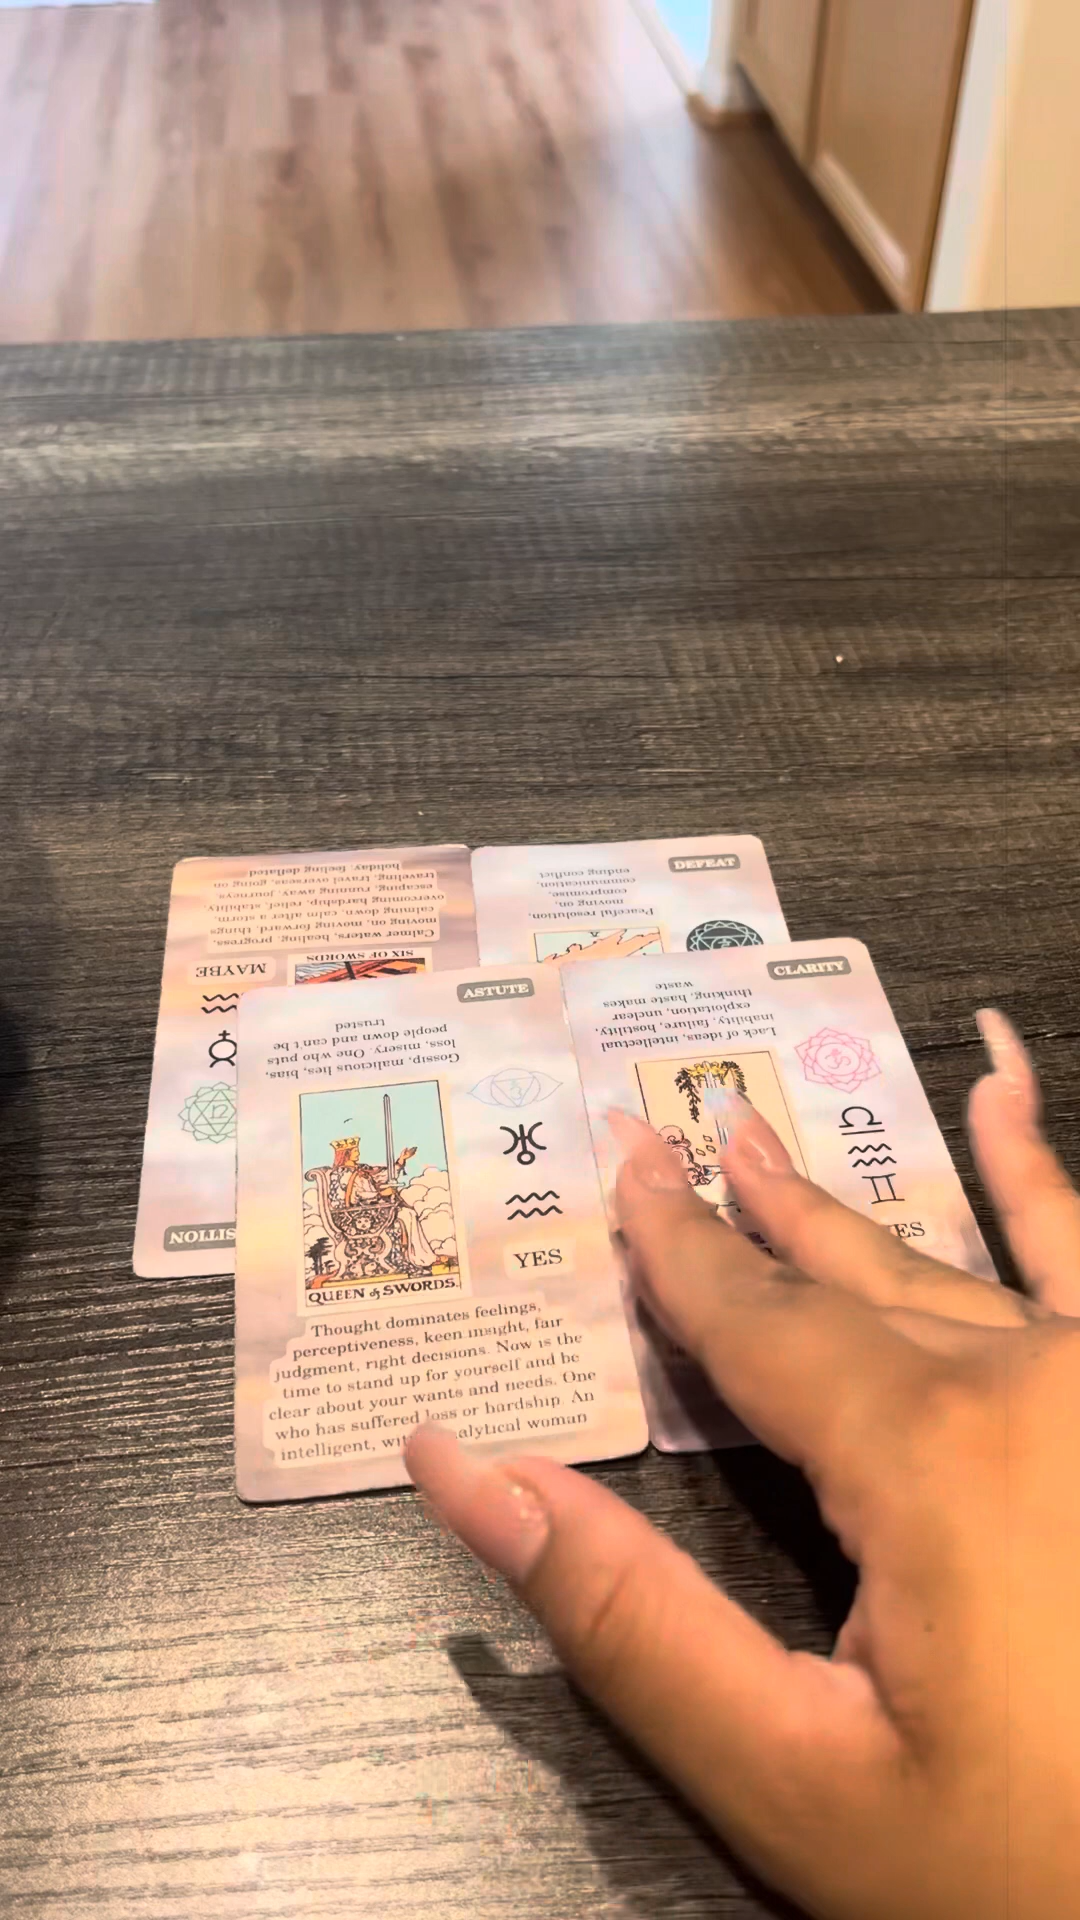 holiday, feeling deflated
traveling, travel overseas, going on
escaping, running away, journeys
overcoming hardship, relief, stability,
calming down, calm after a storm,
moving on, moving forward, things
Calmer waters, healing, progress,
SIX OF SWORDS
MAYBE
SITION
DEFEAT
ending conflict
communication,
compromise,
moving on,
Peaceful resolution,
ASTUTE
trusted
people down and can't be
loss, misery. One who puts
Gossip, malicious lies, bias,
YES
QUEEN of SWORDS.
Thought dominates feelings,
perceptiveness, keen insight, fair
judgment, right decisions. Now is the
time to stand up for yourself and be
clear about your wants and needs. One
who has suffered loss or hardship. An
intelligent, wit alytical woman
CLARITY
waste
thinking, haste makes
exploitation, unclear
inability, failure, hostility,
Lack of ideas, intellectual
ES